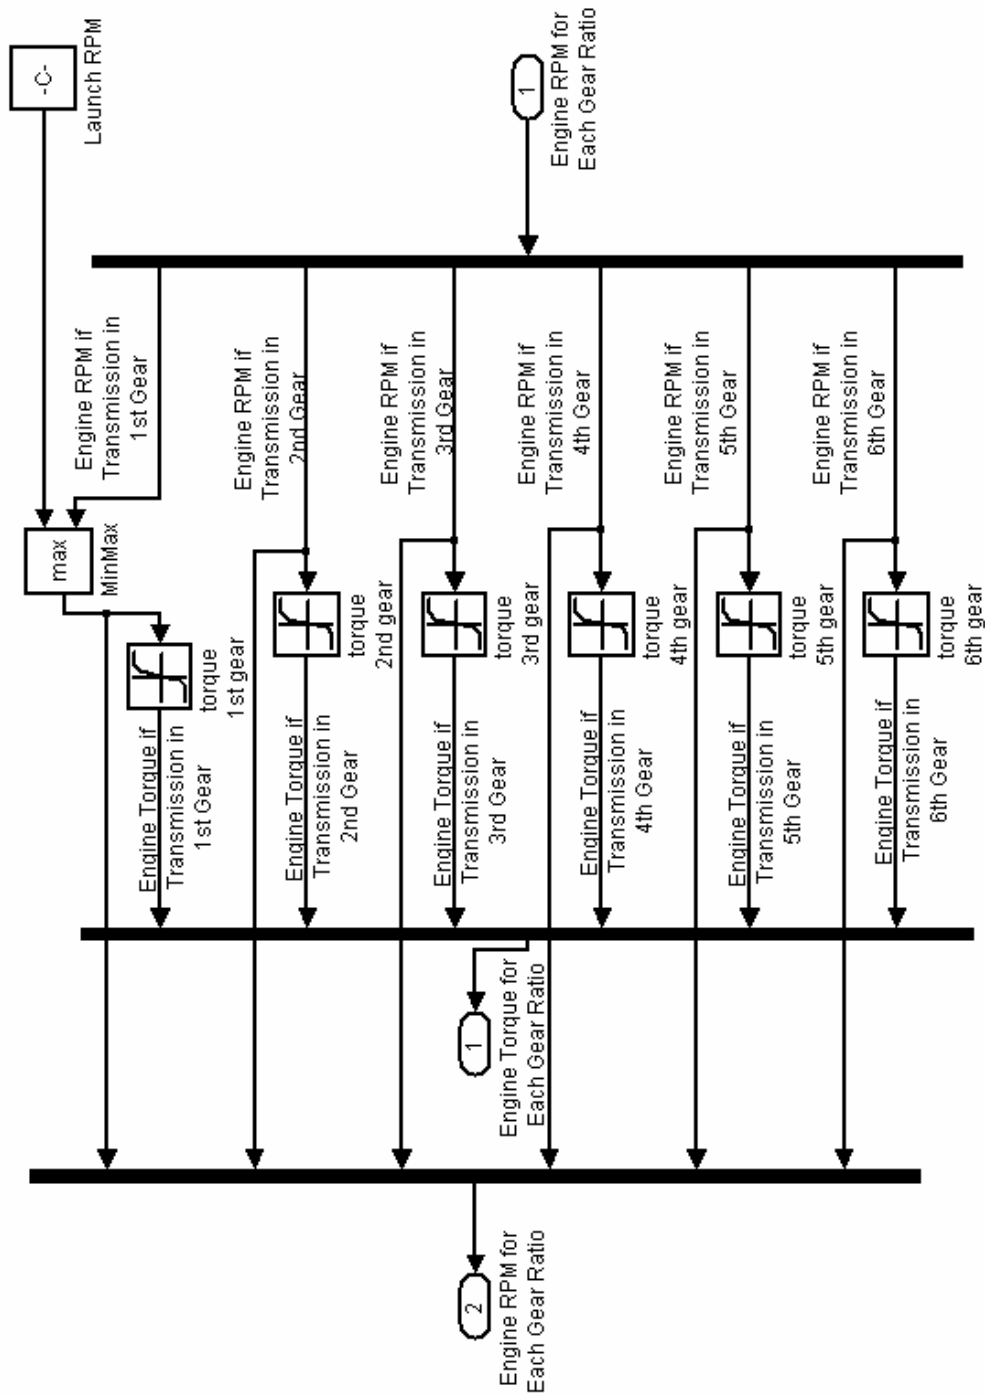 -C-
Launch RPM
max
MinMax
Engine RPM if
Transmission in
1st Gear
torque
1st gear
Engine Torque if
Transmission in
1st Gear
Engine RPM if
Transmission in
2nd Gear
torque
2nd gear
Engine Torque if
Transmission in
2nd Gear
Engine RPM if
Transmission in
3rd Gear
torque
3rd gear
Engine Torque if
Transmission in
3rd Gear
1
Engine RPM for
Each Gear Ratio
1
Engine Torque for
Each Gear Ratio
2
Engine RPM for
Each Gear Ratio
Engine RPM if
Transmission in
4th Gear
torque
4th gear
Engine Torque if
Transmission in
4th Gear
Engine RPM if
Transmission in
5th Gear
torque
5th gear
Engine Torque if
Transmission in
5th Gear
Engine RPM if
Transmission in
6th Gear
torque
6th gear
Engine Torque if
Transmission in
6th Gear